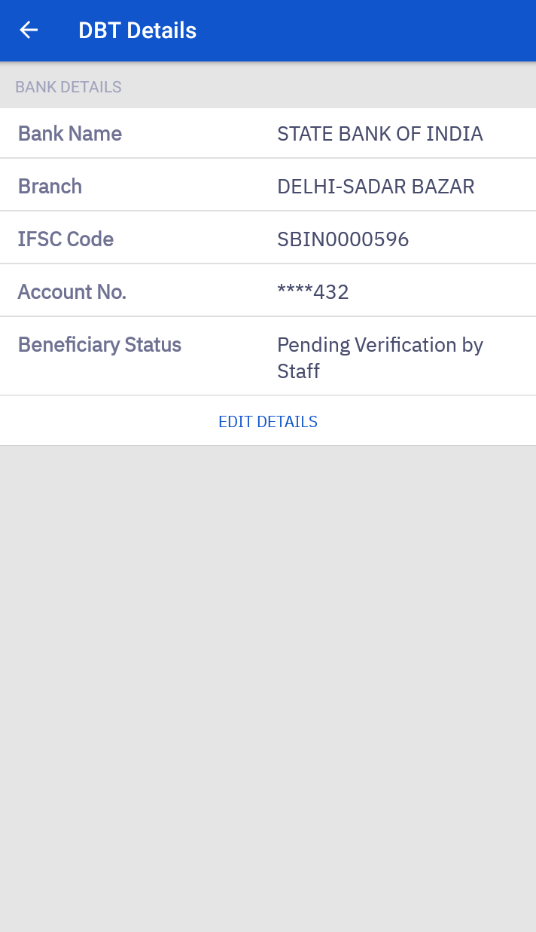 DBT Details
BANK DETAILS
Bank Name STATE BANK OF INDIA
Branch DELHI-SADAR BAZAR
IFSC Code SBIN0000596
Account No. ****432
Beneficiary Status Pending Verification by
Staff
EDIT DETAILS